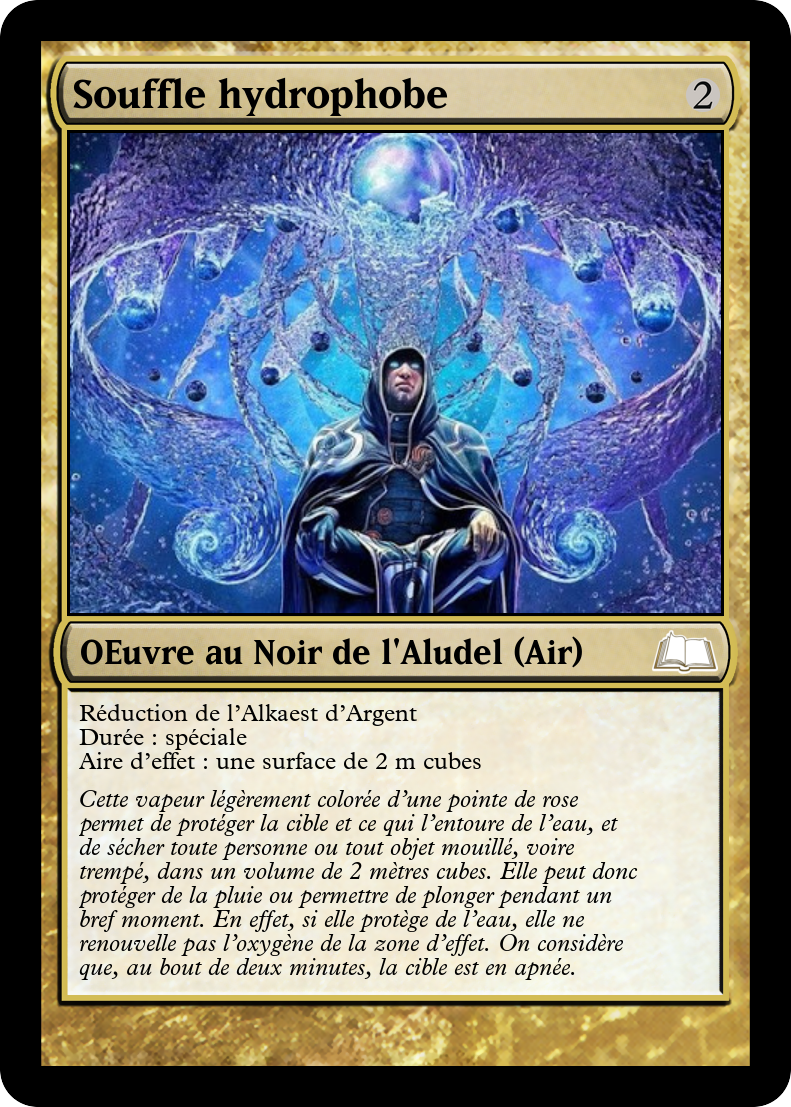 Souffle hydrophobe
2
OEuvre au Noir de l'Aludel (Air)
Réduction de l'Alkaest d'Argent
Durée : spéciale
Aire d'effet : une surface de 2 m cubes
Cette vapeur légèrement colorée d'une pointe de rose
permet de protéger la cible et ce qui l'entoure de l'eau, et
de sécher toute personne ou tout objet mouillé, voire
trempé, dans un volume de 2 mètres cubes. Elle peut donc
protéger de la pluie ou permettre de plonger pendant un
bref moment. En effet, si elle protège de l'eau, elle ne
renouvelle pas l'oxygène de la zone d'effet. On considère
que, au bout de deux minutes, la cible est en apnée.